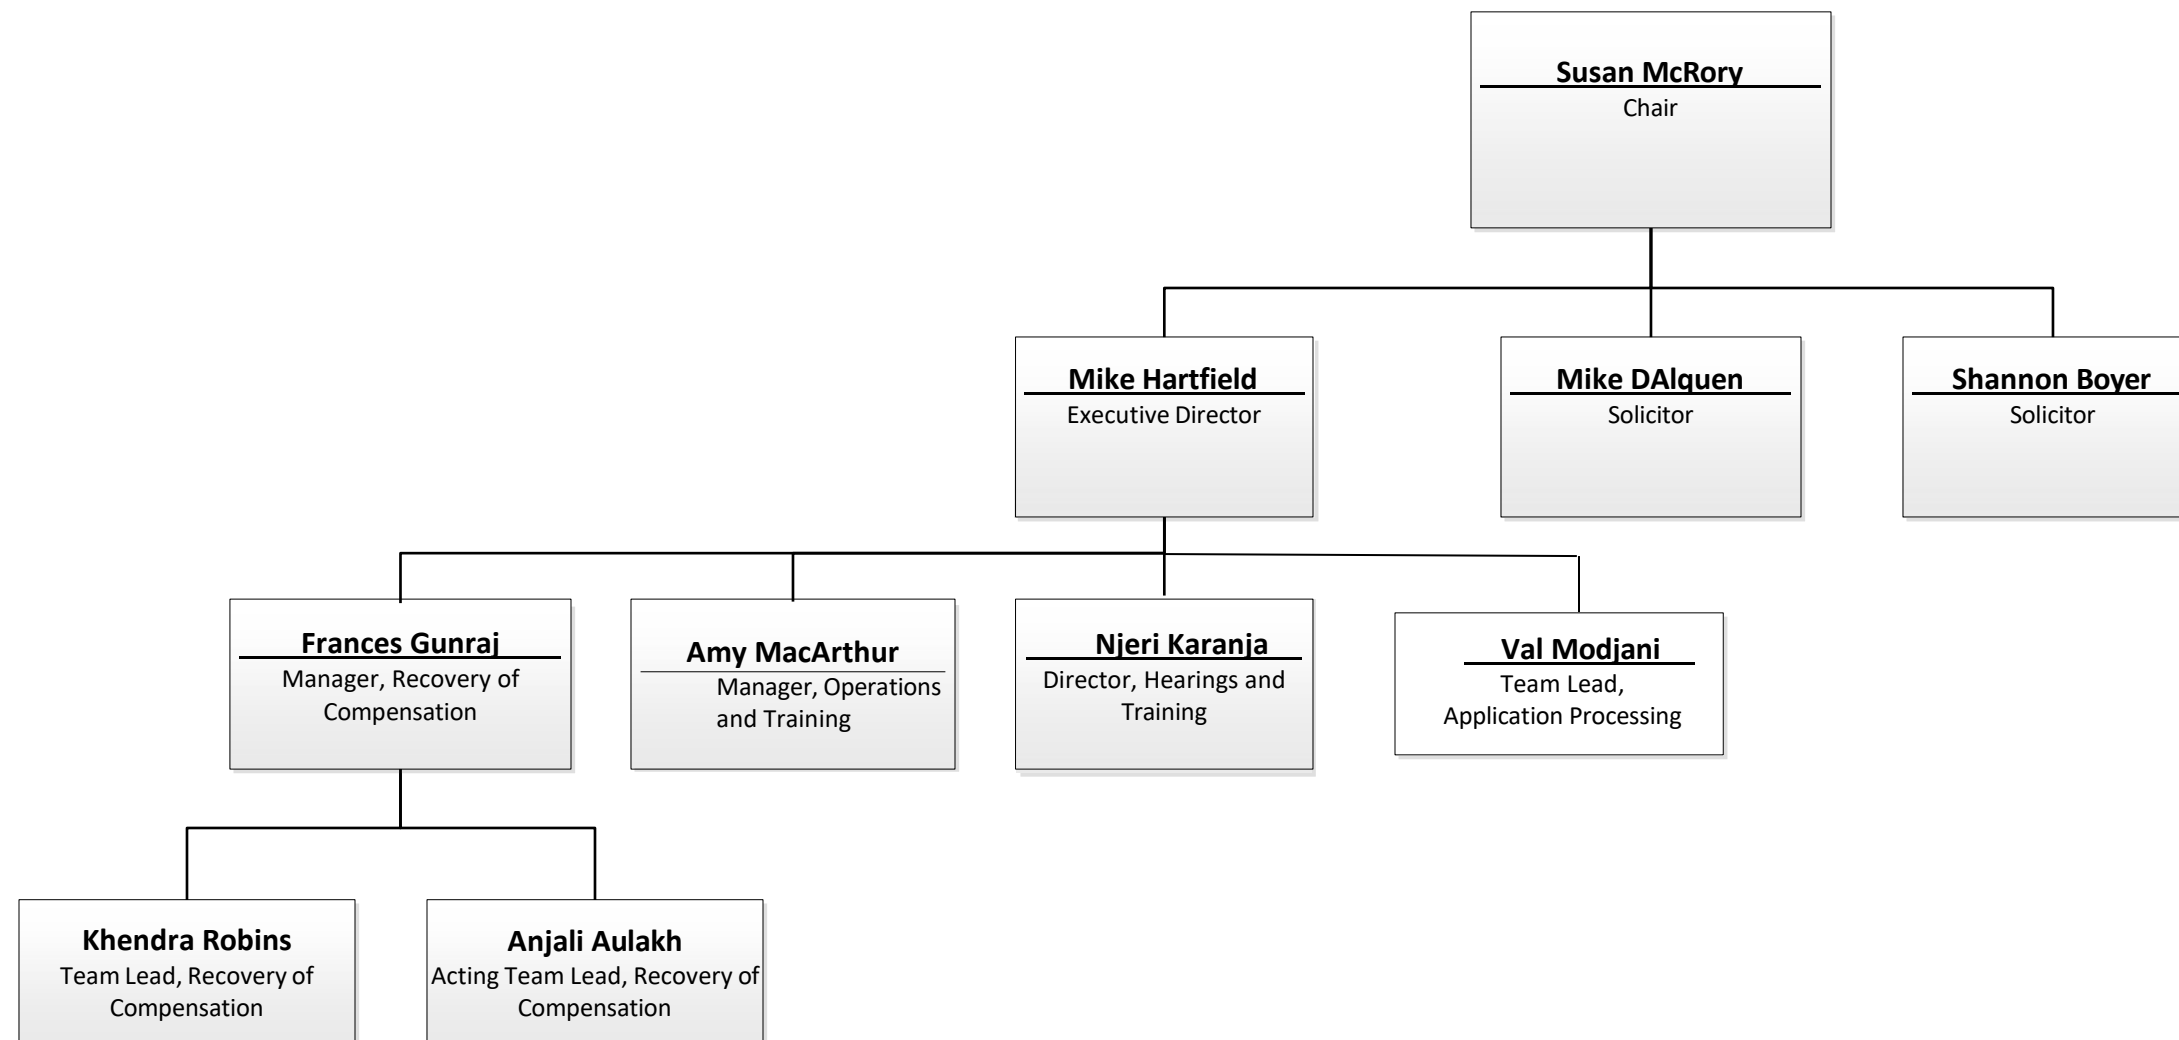 Susan McRory
Chair
Mike Hartfield
Executive Director
Mike DAlquen
Solicitor
Shannon Boyer
Solicitor
Frances Gunraj
Manager, Recovery of
Compensation
Amy MacArthur
Manager, Operations
and Training
Njeri Karanja
Director, Hearings and
Training
Val Modjani
Team Lead,
Application Processing
Khendra Robins
Team Lead, Recovery of
Compensation
Anjali Aulakh
Acting Team Lead, Recovery of
Compensation